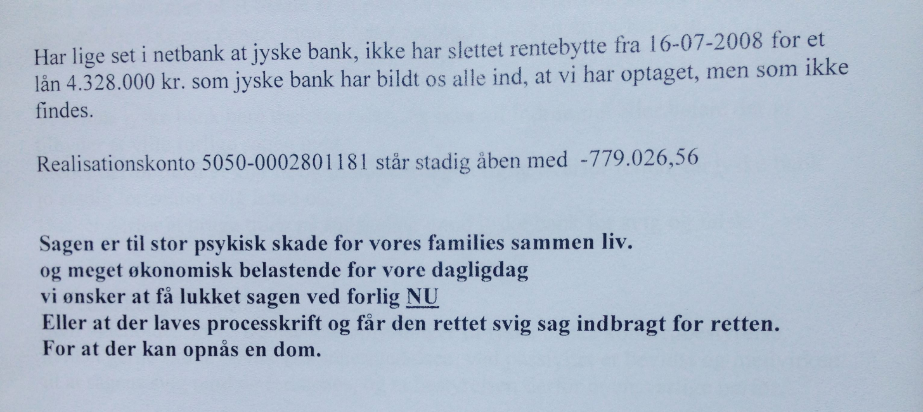 Har lige set i netbank at jyske bank, ikke har slettet rentebytte fra 16-07-2008 for et
lån 4.328.000 kr. som jyske bank har bildt os alle ind, at vi har optaget, men som ikke
findes.
Realisationskonto 5050-0002801181 står stadig åben med -779.026,56
Sagen er til stor psykisk skade for vores families sammen liv.
og meget økonomisk belastende for vore dagligdag
vi ønsker at få lukket sagen ved forlig NU
Eller at der laves processkrift og får den rettet svig sag indbragt for retten.
For at der kan opnås en dom.